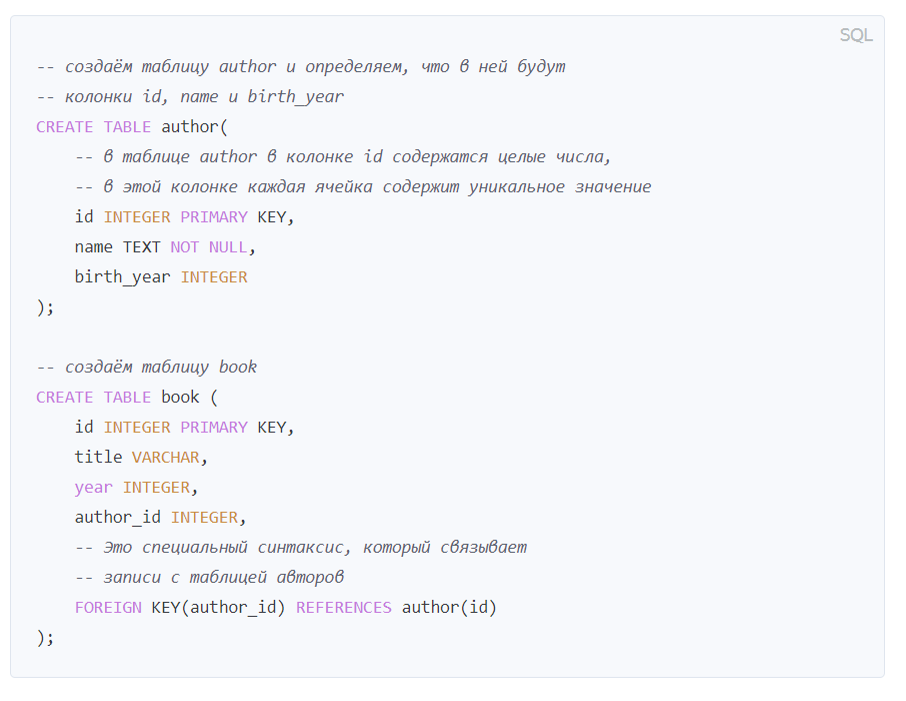 SQL
-- создаём таблицу author и определяем, что в ней будут
-- колонки id, name и birth_year
CREATE TABLE author(
    -- в таблице author в колонке id содержатся целые числа,
    -- в этой колонке каждая ячейка содержит уникальное значение
    id INTEGER PRIMARY KEY,
    name TEXT NOT NULL,
    birth_year INTEGER
);
-- создаём таблицу book
CREATE TABLE book (
    id INTEGER PRIMARY KEY,
    title VARCHAR,
    year INTEGER,
    author_id INTEGER,
    -- Это специальный синтаксис, который связывает
    -- записи с таблицей авторов
    FOREIGN KEY(author_id) REFERENCES author(id)
);